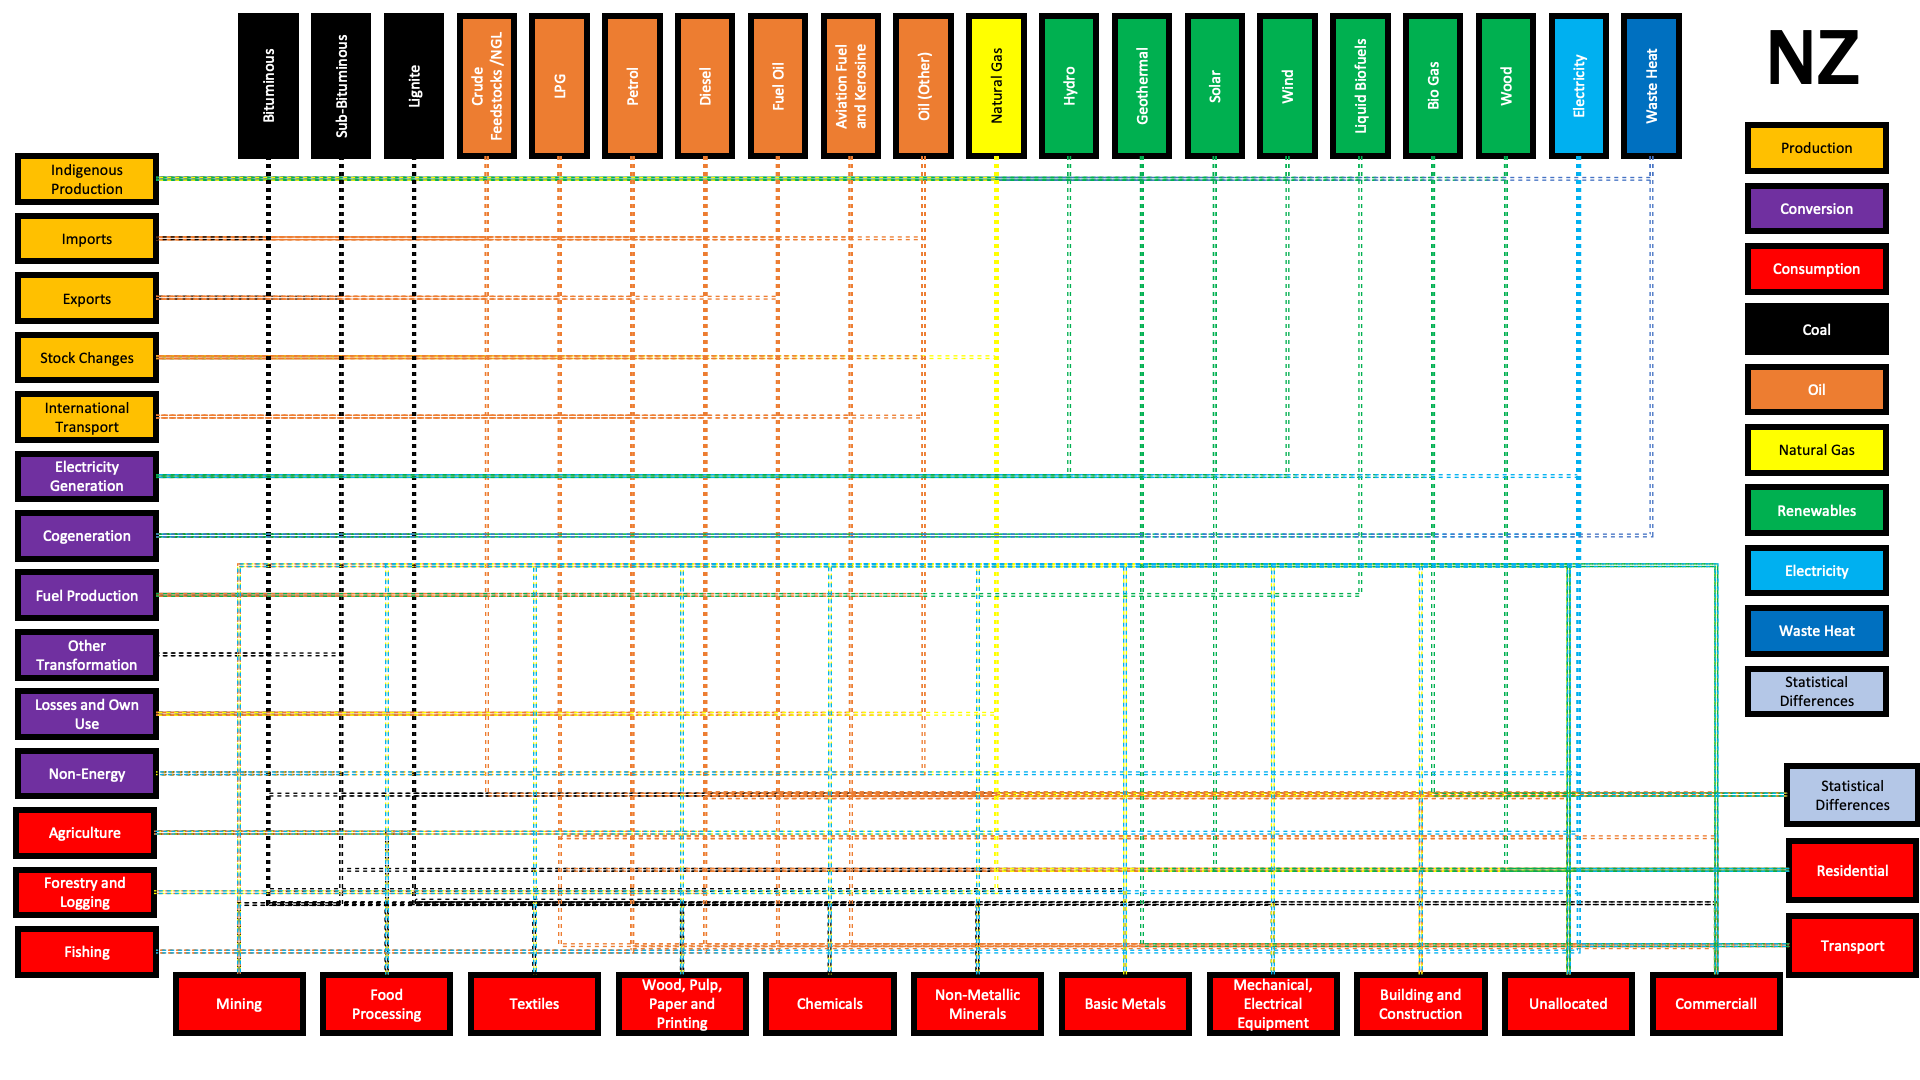 Bituminous
Sub-Bituminous
Lignite
Crude
Feedstocks /NGL
LPG
Petrol
Diesel
Fuel Oil
Aviation Fuel
and Kerosine
Oil (Other)
Natural Gas
Hydro
Geothermal
Solar
Wind
Liquid Biofuels
Bio Gas
Wood
Electricity
Waste Heat
NZ
Indigenous
Production
Imports
Exports
Stock Changes
International
Transport
Electricity
Generation
Cogeneration
Fuel Production
Other
Transformation
Losses and Own
Use
Non-Energy
Agriculture
Forestry and
Logging
Fishing
Production
Conversion
Consumption
Coal
Oil
Natural Gas
Renewables
Electricity
Waste Heat
Statistical
Differences
Statistical
Differences
Residential
Transport
Mining
Food
Processing
Textiles
Wood, Pulp,
Paper and
Printing
Chemicals
Non-Metallic
Minerals
Basic Metals
Mechanical,
Electrical
Equipment
Building and
Construction
Unallocated
Commerciall